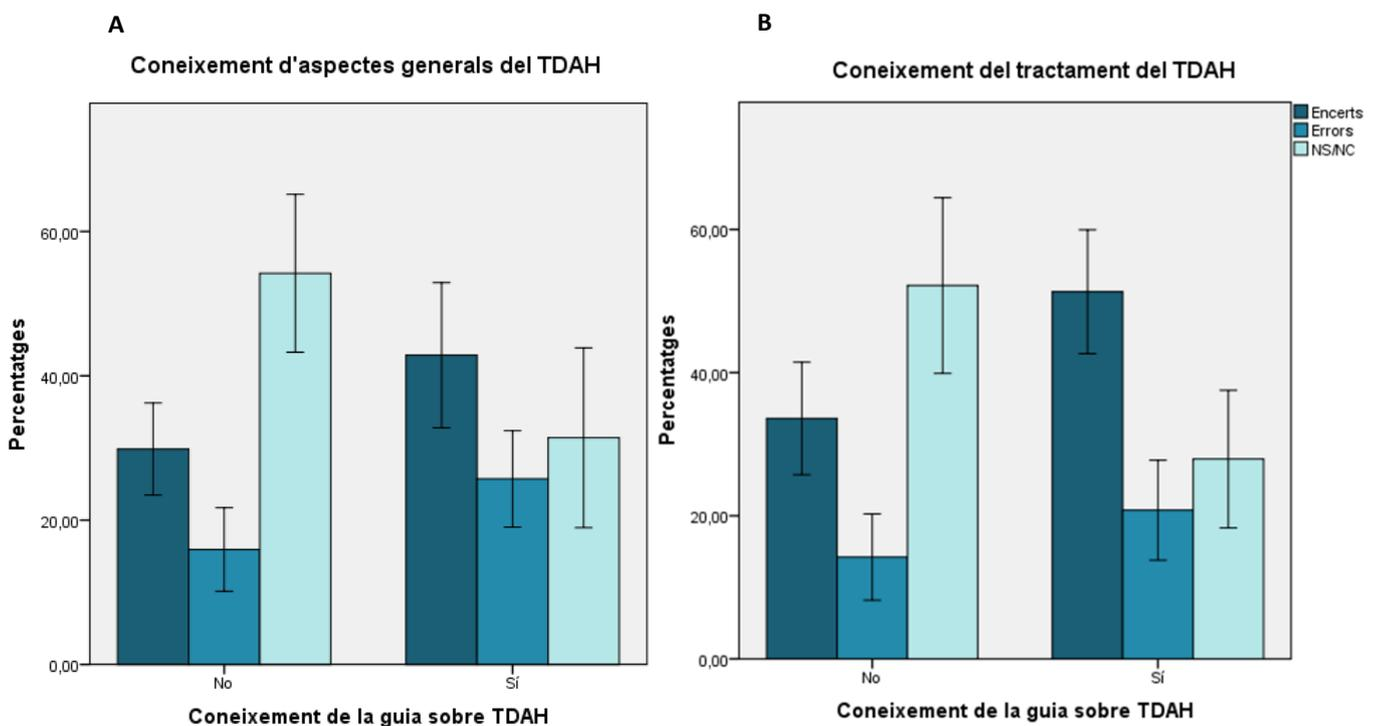 A
Coneixement d'aspectes generals del TDAH
Percentatges
60,00
40,00
20,00
0,00
No
Sí
Coneixement de la guia sobre TDAH
B
Coneixement del tractament del TDAH
Encerts
Errors
NS/NC
Percentatges
60,00
40,00
20,00
0,00
No
Sí
Coneixement de la guia sobre TDAH